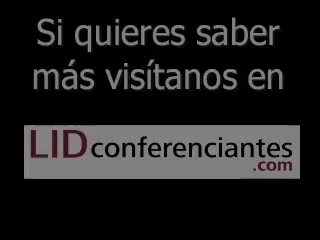 Si quieres saber
más visítanos en
LIDconferenciantes
.com